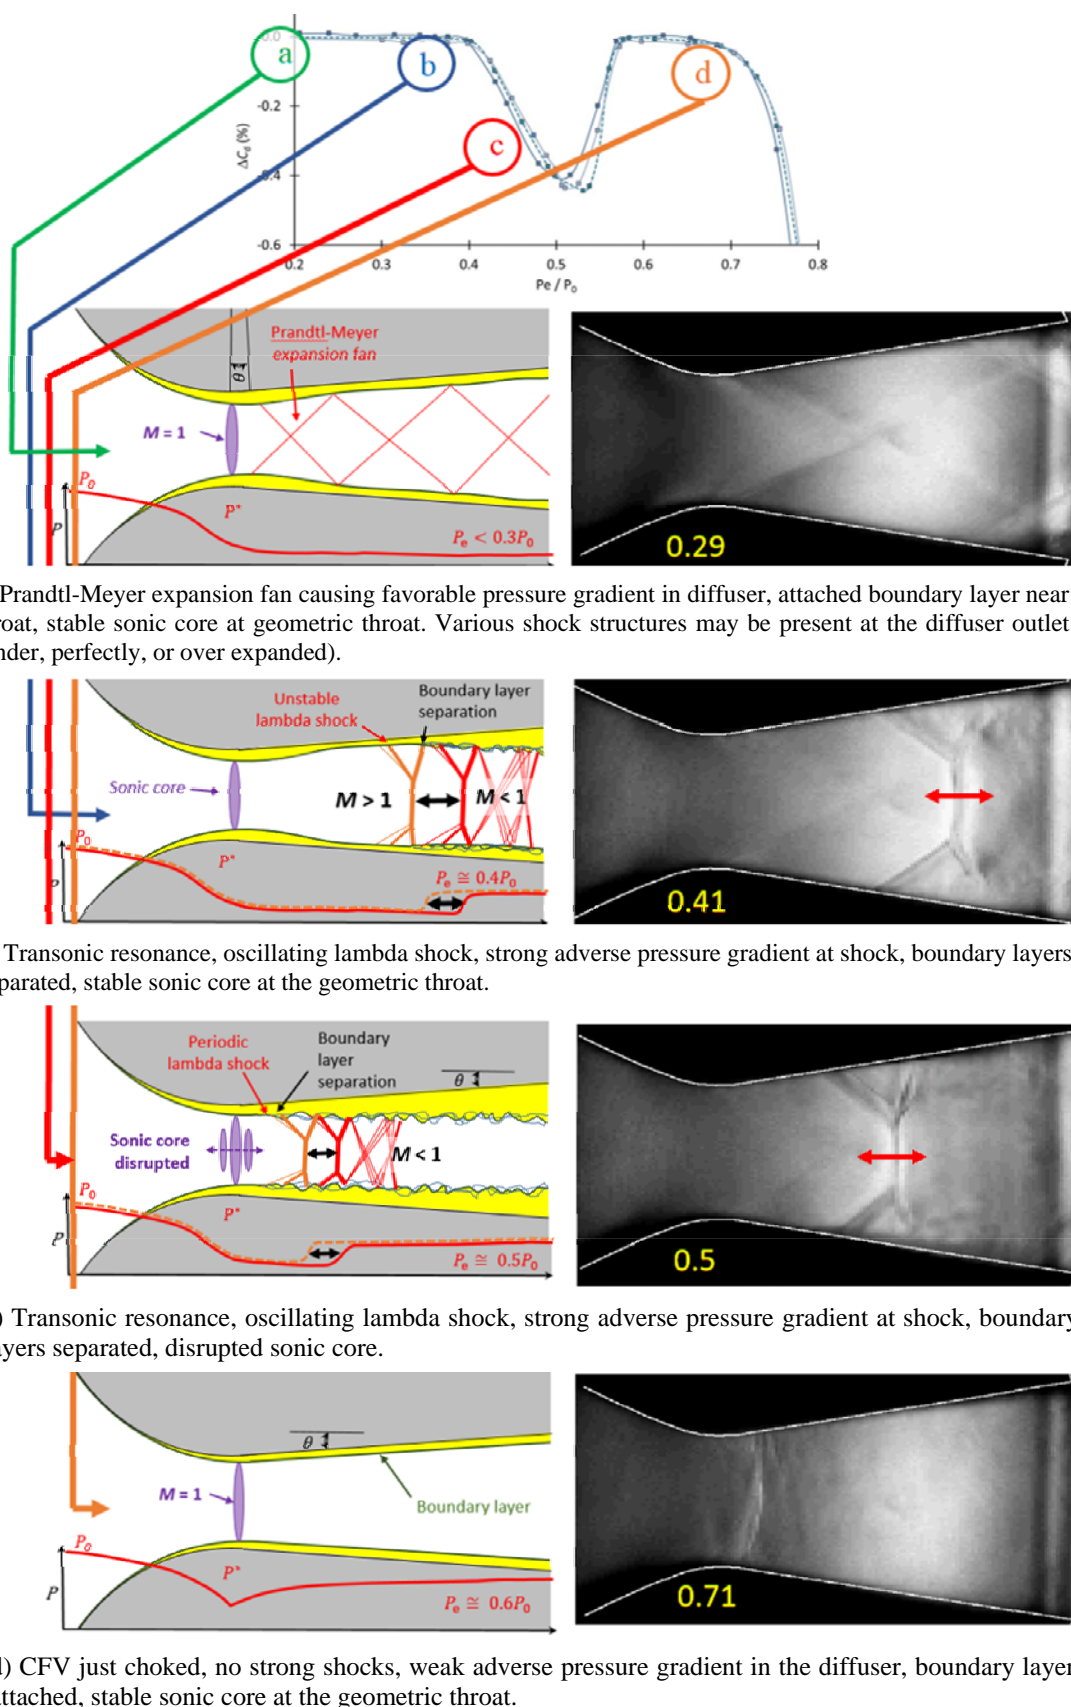 a
b
c
d
0.0
-0.2
-0.4
-0.6
ΔCd (%)
0.2 0.3 0.4 0.5 0.6 0.7 0.8
Pe / P₀
Prandtl-Meyer
expansion fan
θ
M = 1
P₀
P*
P
Pe < 0.3P₀
0.29
Prandtl-Meyer expansion fan causing favorable pressure gradient in diffuser, attached boundary layer near
roat, stable sonic core at geometric throat. Various shock structures may be present at the diffuser outlet
nder, perfectly, or over expanded).
Unstable
lambda shock
Boundary layer
separation
Sonic core
M > 1
M < 1
P₀
P*
P
Pe ≅ 0.4P₀
0.41
Transonic resonance, oscillating lambda shock, strong adverse pressure gradient at shock, boundary layers
parated, stable sonic core at the geometric throat.
Periodic
lambda shock
Boundary
layer
separation
θ
Sonic core
disrupted
M < 1
P₀
P*
P
Pe ≅ 0.5P₀
0.5
) Transonic resonance, oscillating lambda shock, strong adverse pressure gradient at shock, boundary
ayers separated, disrupted sonic core.
θ
M = 1
Boundary layer
P₀
P*
P
Pe ≅ 0.6P₀
0.71
d) CFV just choked, no strong shocks, weak adverse pressure gradient in the diffuser, boundary layer
attached, stable sonic core at the geometric throat.